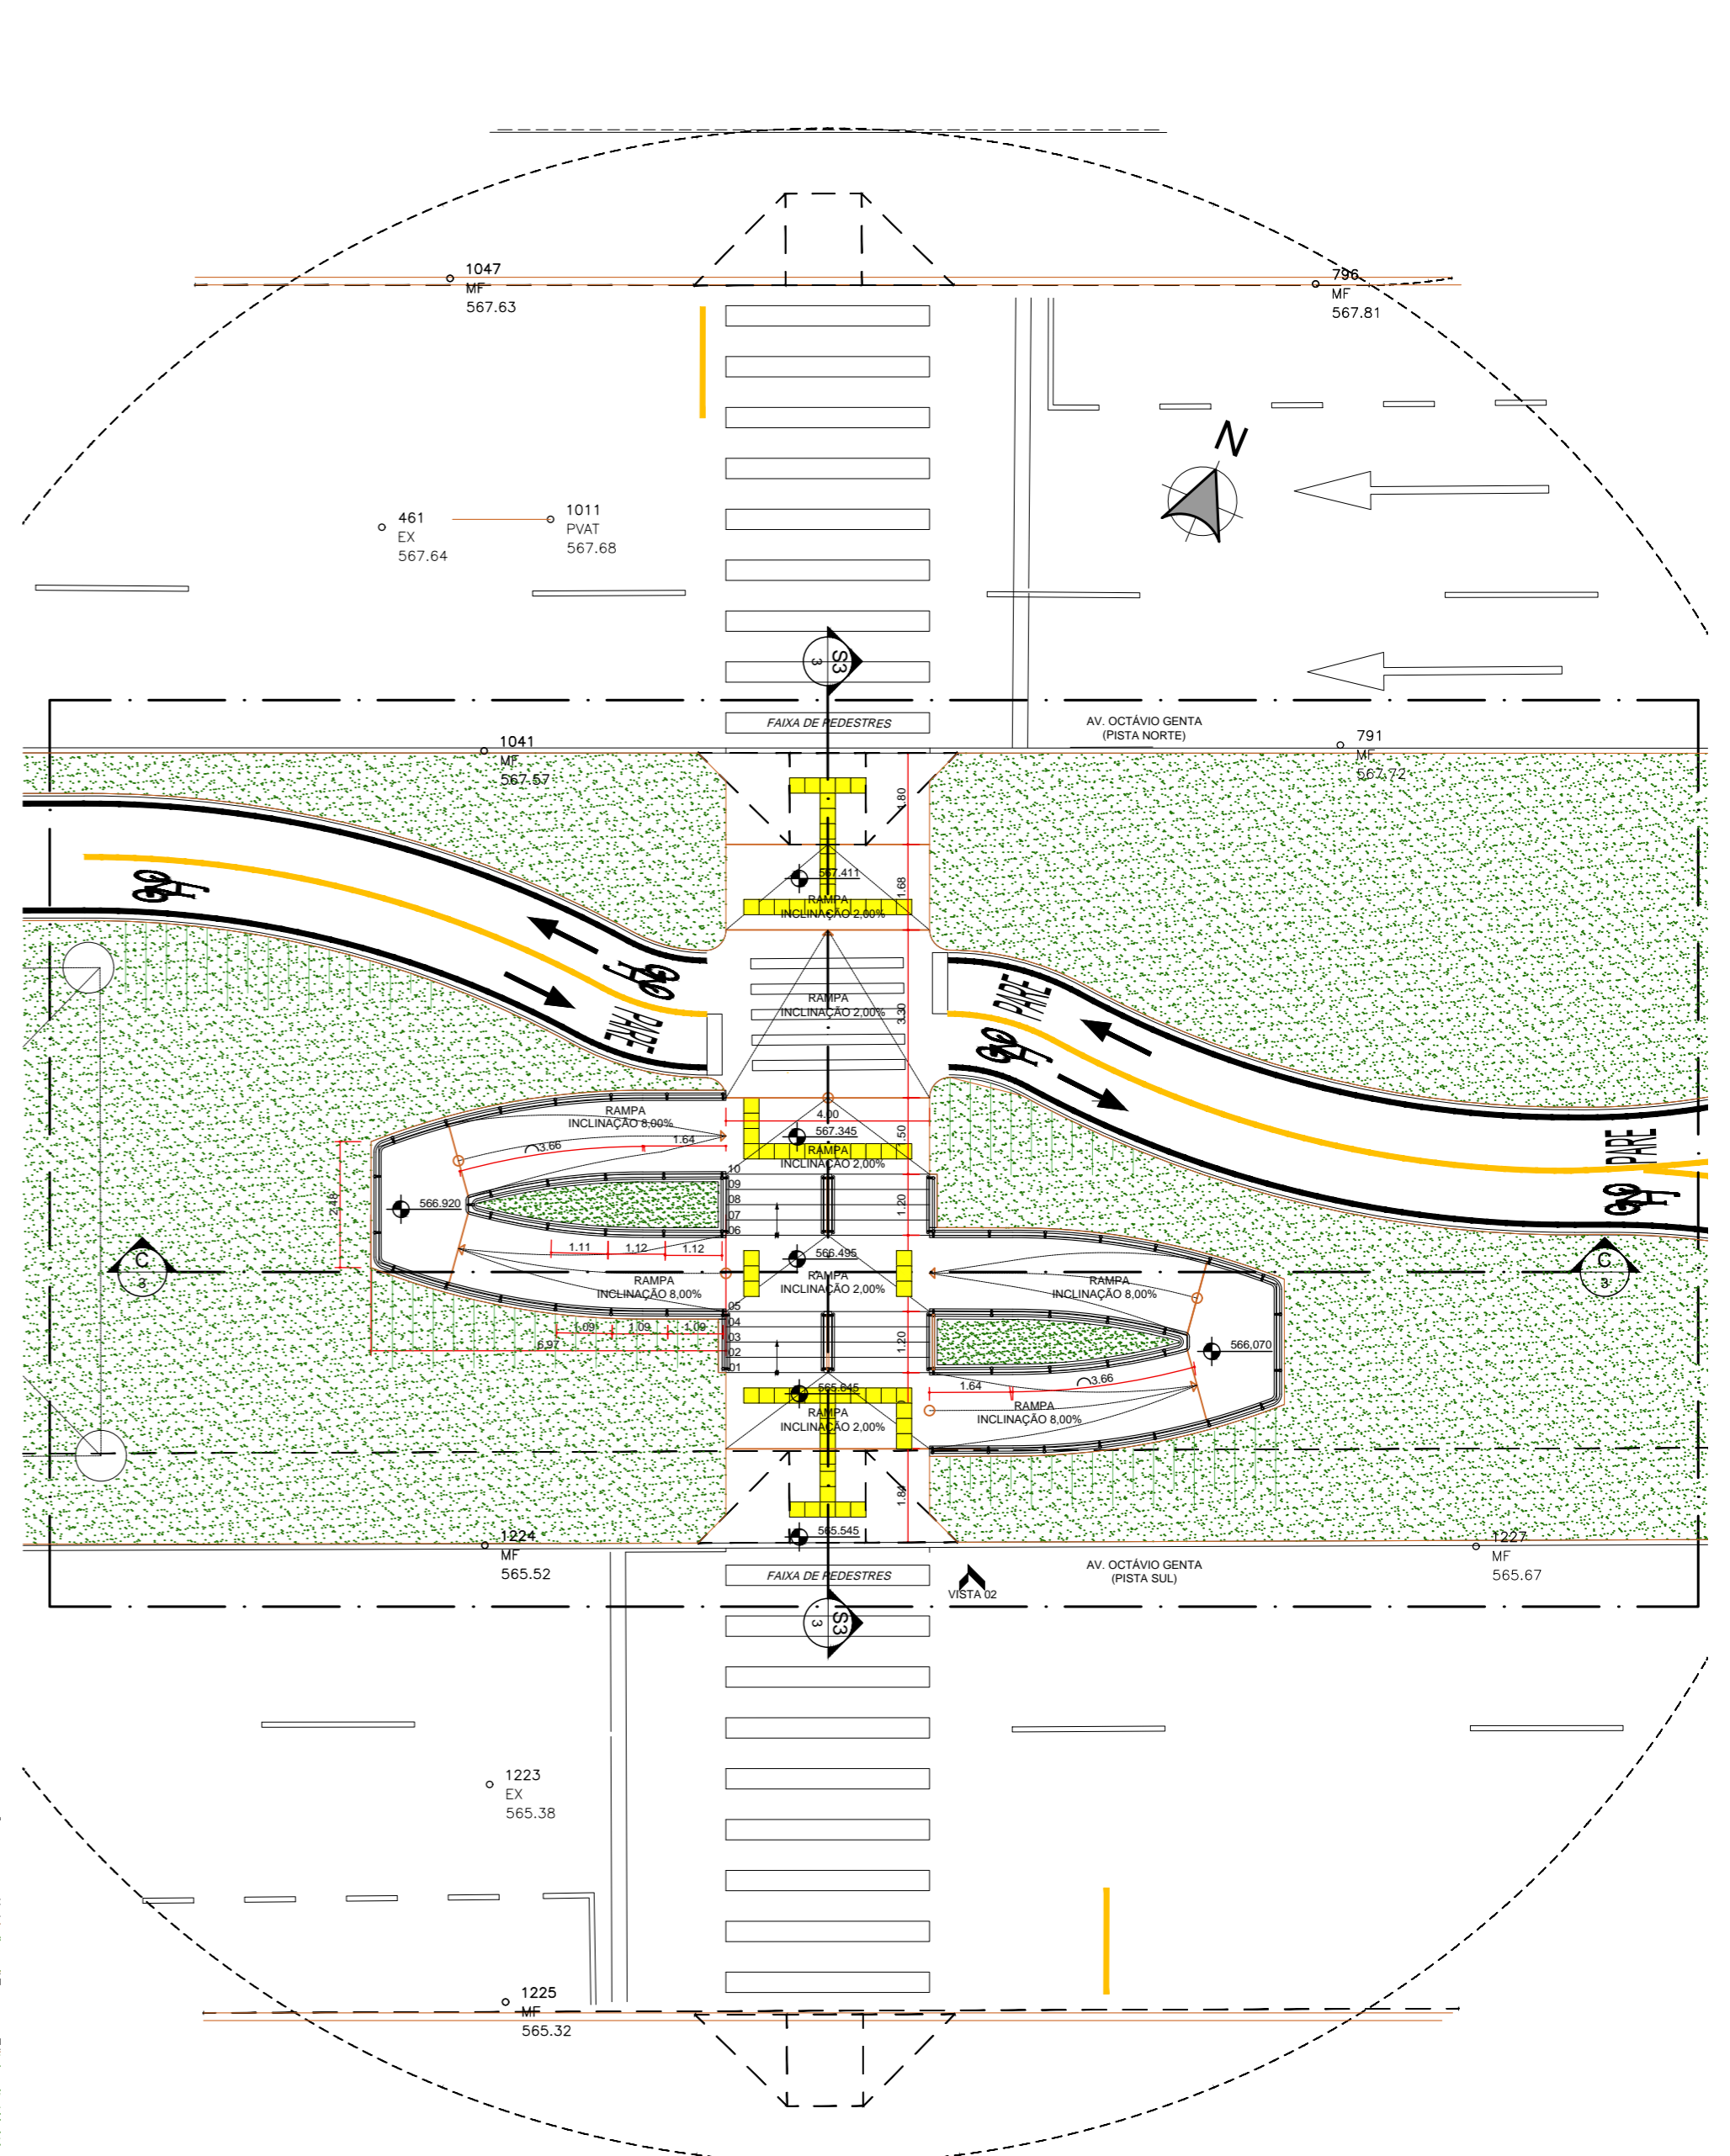 1047
MF
567.63
796
MF
567.81
N
461
EX
567.64
1011
PVAT
567.68
S3
3
FAIXA DE PEDESTRES
AV. OCTÁVIO GENTA
(PISTA NORTE)
1041
MF
567.57
791
MF
567.72
1.80
567.411
1.68
RAMPA
INCLINAÇÃO 2,00%
RAMPA
INCLINAÇÃO 2,00%
3.30
PARE
PARE
RAMPA
INCLINAÇÃO 8,00%
3.66
1.64
4.00
567.345
.50
RAMPA
INCLINAÇÃO 2,00%
PARE
2.48
566.920
10
09
08
07
06
1.20
1.11
1.12
1.12
566.495
C
3
C
3
RAMPA
INCLINAÇÃO 8,00%
RAMPA
INCLINAÇÃO 2,00%
RAMPA
INCLINAÇÃO 8,00%
05
04
03
02
01
1.09
1.09
1.09
6.97
1.20
566.070
565.645
1.64
3.66
RAMPA
INCLINAÇÃO 2,00%
RAMPA
INCLINAÇÃO 8,00%
1.84
565.545
1224
MF
565.52
1227
MF
565.67
FAIXA DE PEDESTRES
VISTA 02
AV. OCTÁVIO GENTA
(PISTA SUL)
S3
3
1223
EX
565.38
1225
MF
565.32